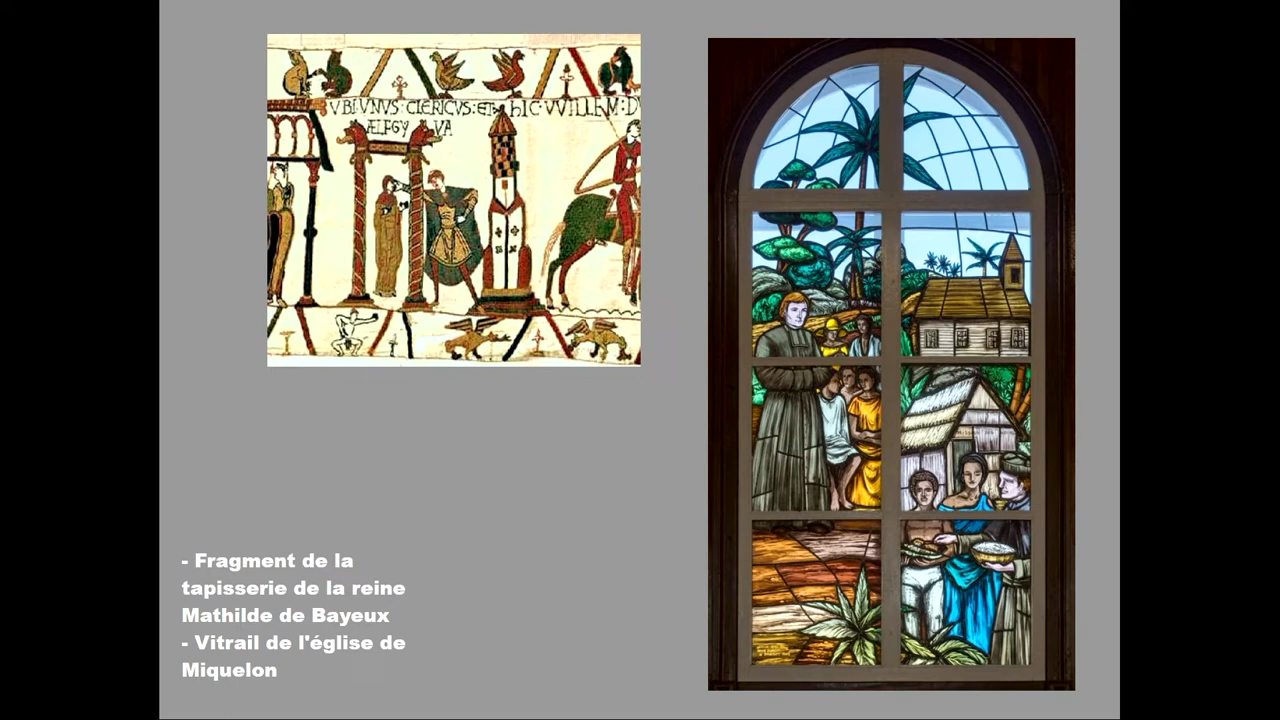 VBI:VNVS:CLERICVS:ET
hIC·VVILLEM:D
ÆLFGYVA
- Fragment de la
tapisserie de la reine
Mathilde de Bayeux
- Vitrail de l'église de
Miquelon